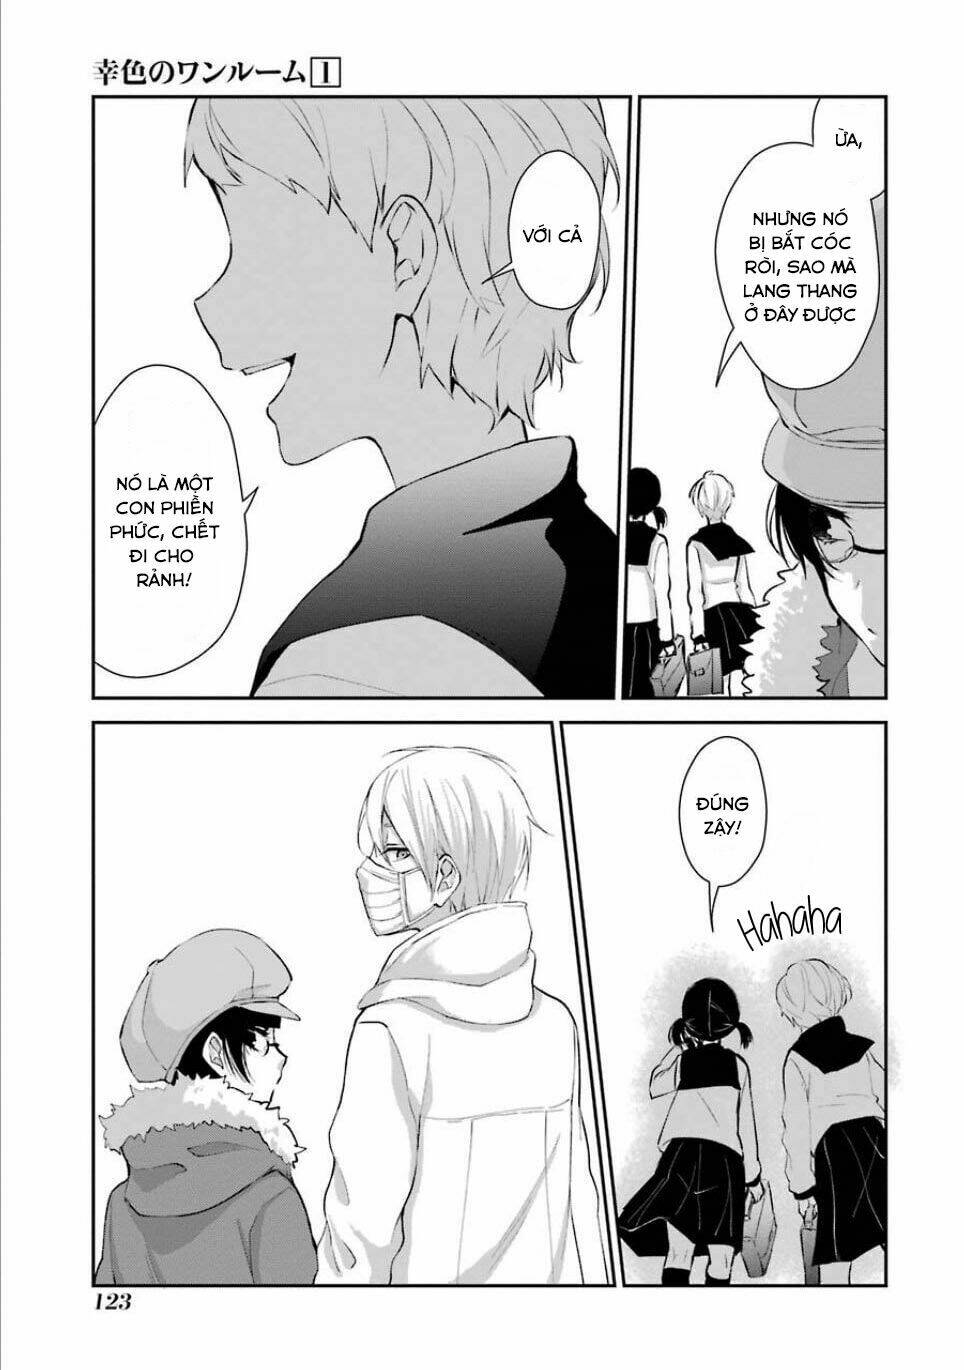 幸色のワンルーム 1
ỪA,
NHƯNG NÓ
BỊ BẮT CÓC
RÒI, SAO MÀ
LANG THANG
Ở ĐÂY ĐƯỢC
VỚI CẢ
NÓ LÀ MỘT
CON PHIỀN
PHỨC, CHẾT
ĐI CHO
RẢNH!
ĐÚNG
ZẬY!
Hahaha
123